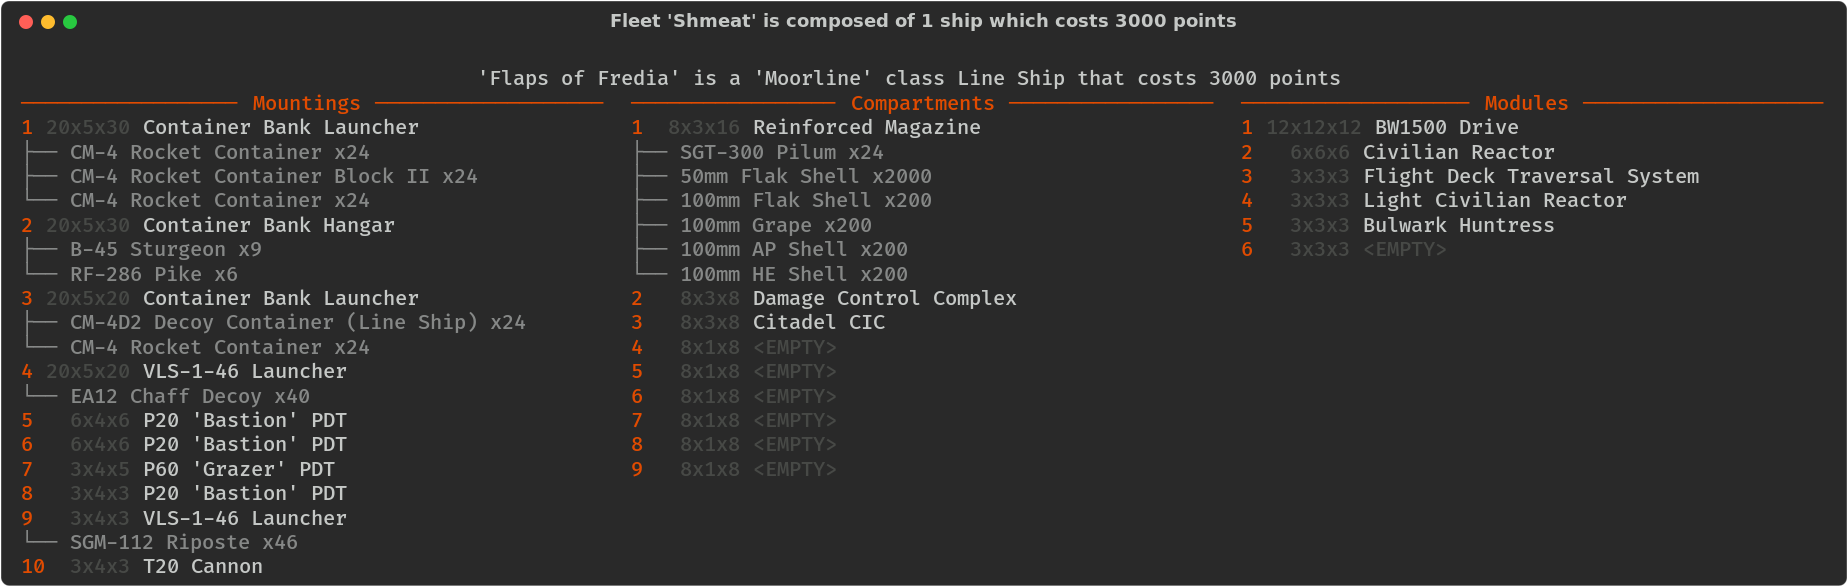 Fleet 'Shmeat' is composed of 1 ship which costs 3000 points
'Flaps of Fredia' is a 'Moorline' class Line Ship that costs 3000 points
Mountings
1 20x5x30 Container Bank Launcher
CM-4 Rocket Container x24
CM-4 Rocket Container Block II x24
CM-4 Rocket Container x24
2 20x5x30 Container Bank Hangar
B-45 Sturgeon x9
RF-286 Pike x6
3 20x5x20 Container Bank Launcher
CM-4D2 Decoy Container (Line Ship) x24
CM-4 Rocket Container x24
4 20x5x20 VLS-1-46 Launcher
EA12 Chaff Decoy x40
5 6x4x6 P20 'Bastion' PDT
6 6x4x6 P20 'Bastion' PDT
7 3x4x5 P60 'Grazer' PDT
8 3x4x3 P20 'Bastion' PDT
9 3x4x3 VLS-1-46 Launcher
SGM-112 Riposte x46
10 3x4x3 T20 Cannon
Compartments
1 8x3x16 Reinforced Magazine
SGT-300 Pilum x24
50mm Flak Shell x2000
100mm Flak Shell x200
100mm Grape x200
100mm AP Shell x200
100mm HE Shell x200
2 8x3x8 Damage Control Complex
3 8x3x8 Citadel CIC
4 8x1x8 <EMPTY>
5 8x1x8 <EMPTY>
6 8x1x8 <EMPTY>
7 8x1x8 <EMPTY>
8 8x1x8 <EMPTY>
9 8x1x8 <EMPTY>
Modules
1 12x12x12 BW1500 Drive
2 6x6x6 Civilian Reactor
3 3x3x3 Flight Deck Traversal System
4 3x3x3 Light Civilian Reactor
5 3x3x3 Bulwark Huntress
6 3x3x3 <EMPTY>